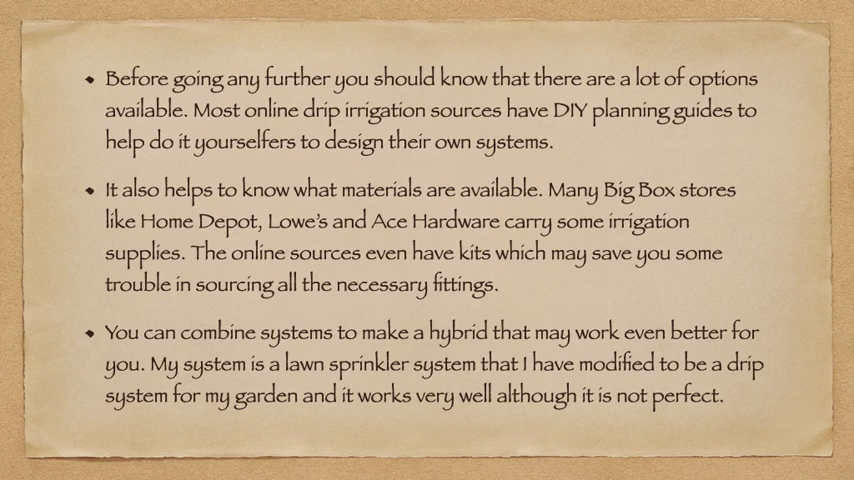 • Before going any further you should know that there are a lot of options
available. Most online drip irrigation sources have DIY planning guides to
help do it yourselfers to design their own systems.
• It also helps to know what materials are available. Many Big Box stores
like Home Depot, Lowe's and Ace Hardware carry some irrigation
supplies. The online sources even have kits which may save you some
trouble in sourcing all the necessary fittings.
• You can combine systems to make a hybrid that may work even better for
you. My system is a lawn sprinkler system that I have modified to be a drip
system for my garden and it works very well although it is not perfect.